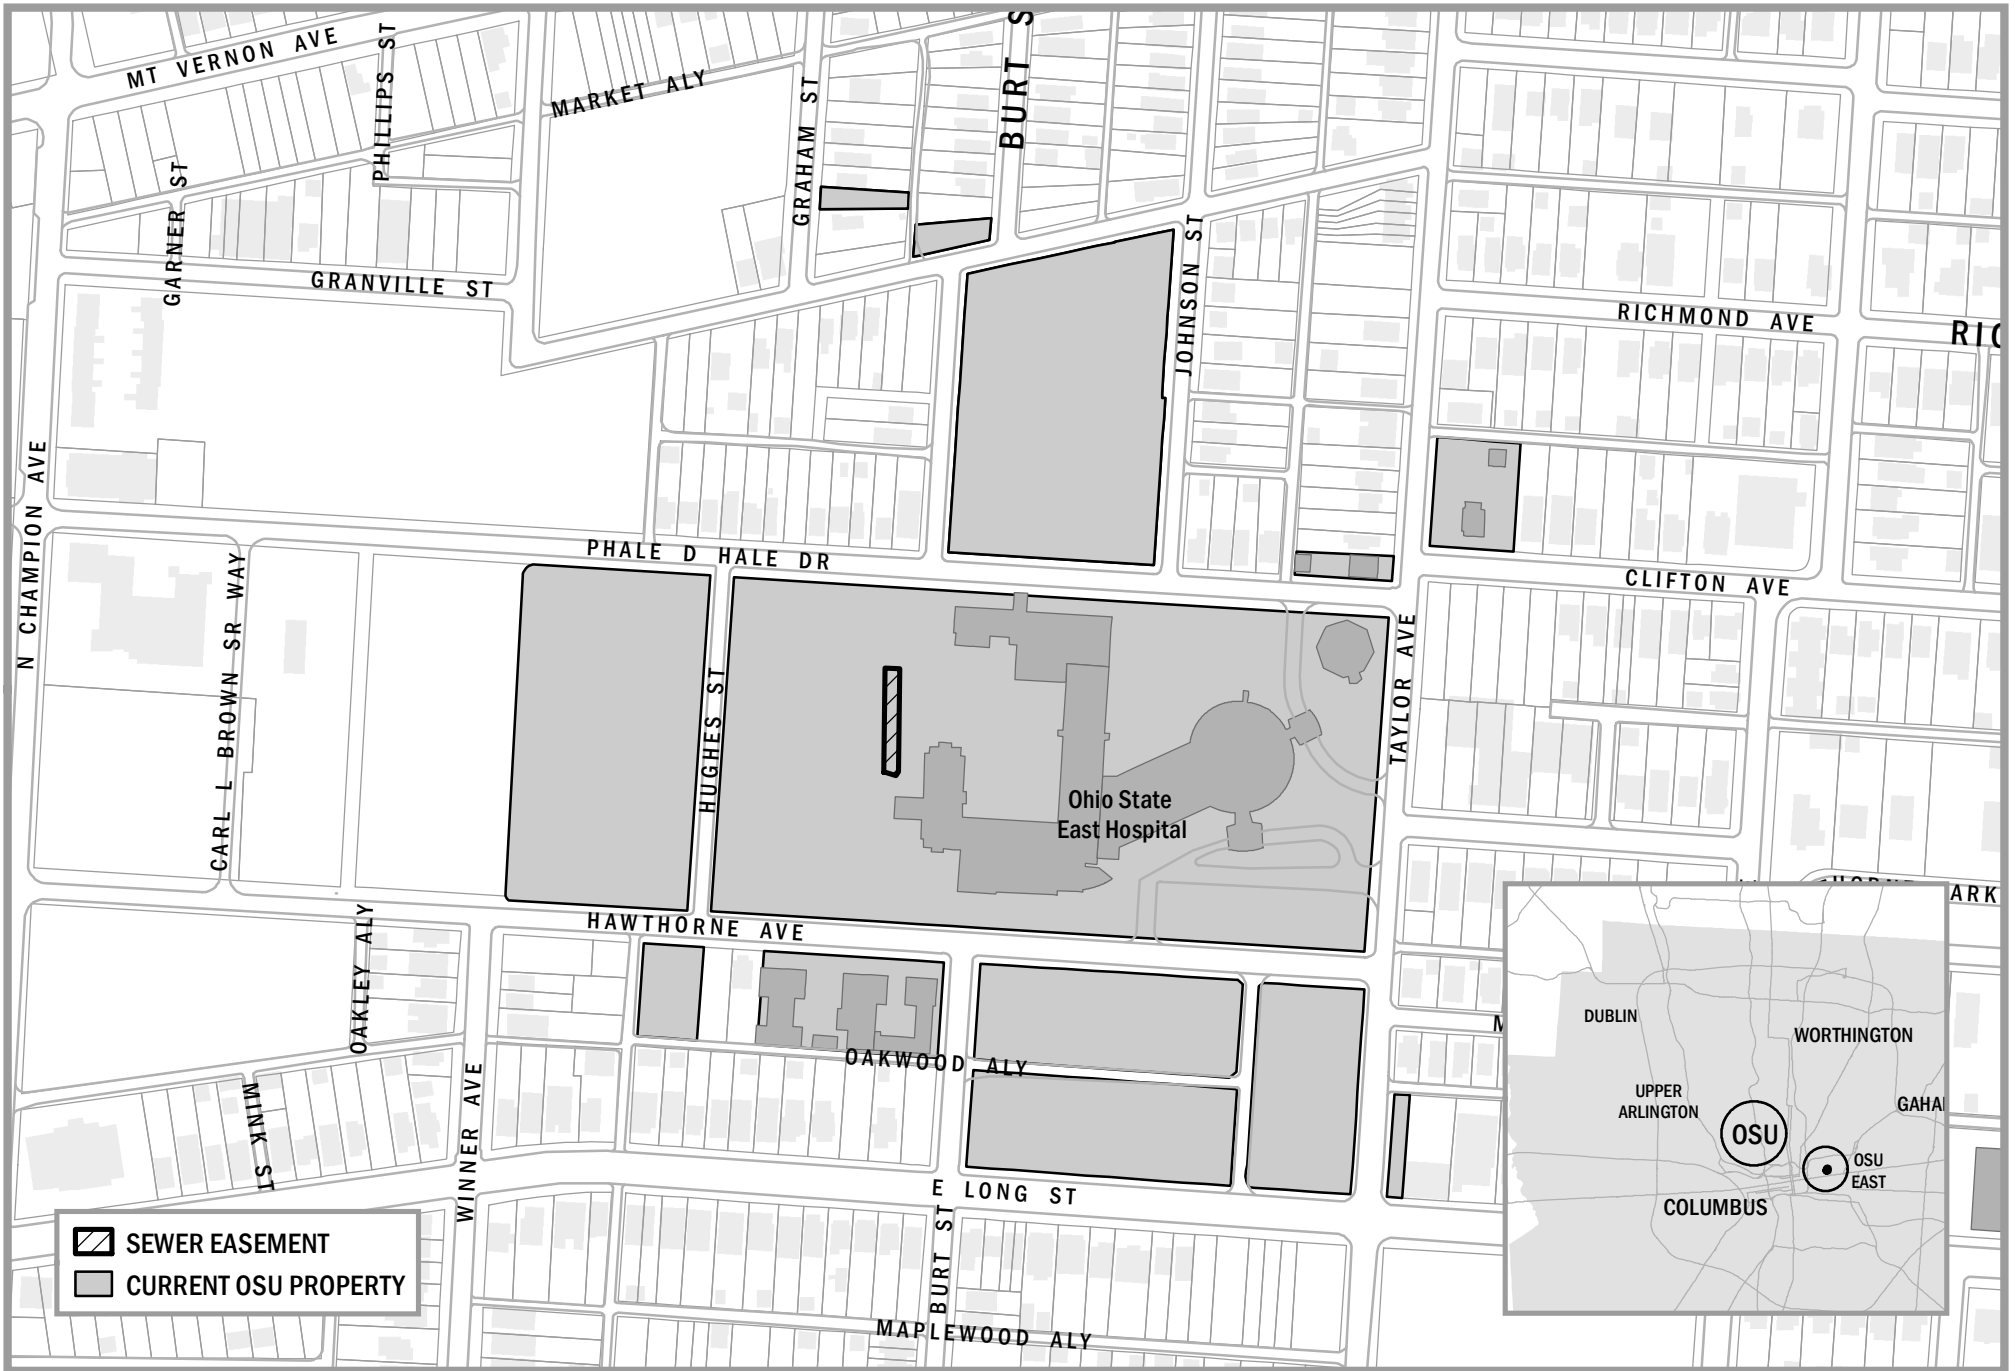 MT VERNON AVE
PHILLIPS ST
MARKET ALY
GRAHAM ST
BURT S
GARNER ST
GRANVILLE ST
JOHNSON ST
RICHMOND AVE
RIC
N CHAMPION AVE
PHALE D HALE DR
CLIFTON AVE
CARL L BROWN SR WAY
HUGHES ST
TAYLOR AVE
Ohio State
East Hospital
ARK
HAWTHORNE AVE
OAKLEY ALY
OAKWOOD ALY
M
MINK ST
WINNER AVE
E LONG ST
BURT ST
MAPLEWOOD ALY
SEWER EASEMENT
CURRENT OSU PROPERTY
DUBLIN
WORTHINGTON
UPPER
ARLINGTON
GAHA
OSU
OSU
EAST
COLUMBUS